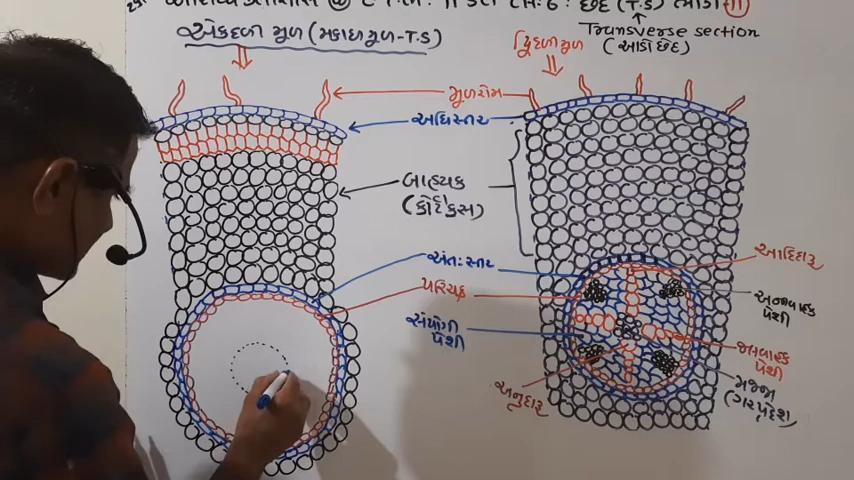 (T.S)
(11)
એકદળી મૂળ (મકાઇ મૂળ-T.S)
દ્વિદળી મૂળ
Transverse section
(આડો છેદ)
મૂળરોમ
અધિસ્તર
બાહ્યક
(કોર્ટેક્સ)
અંતઃસ્તર
પરિચક્ર
સંયોગી
પેશી
આદિદારૂ
અન્નવાહક
પેશી
જલવાહક
પેશી
મજ્જા
(ગરપ્રદેશ
અનુદારૂ